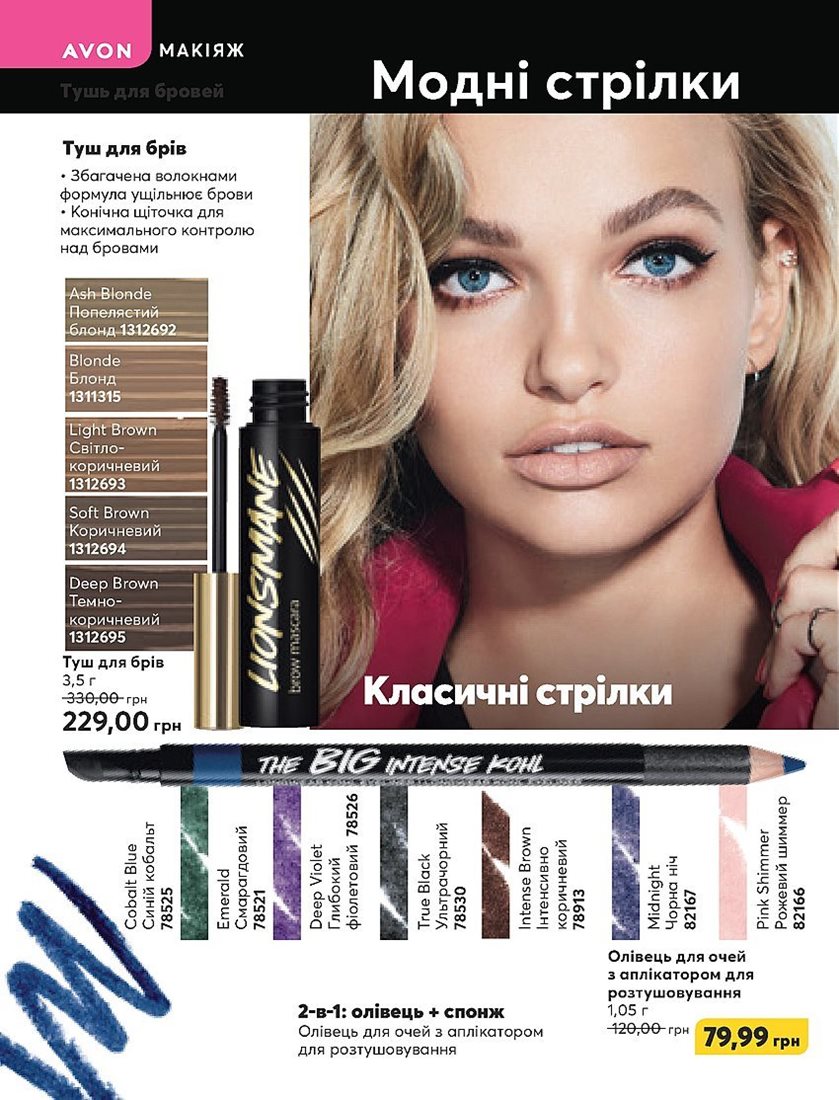 AVON МАКІЯЖ
Тушь для бровей
Модні стрілки
Туш для брів
• Збагачена волокнами
формула ущільнює брови
• Конічна щіточка для
максимального контролю
над бровами
Ash Blonde
Попелястий
блонд 1312692
Blonde
Блонд
1311315
Light Brown
Світло-
коричневий
1312693
Soft Brown
Коричневий
1312694
Deep Brown
Темно-
коричневий
1312695
LIONSMANE
brow mascara
Туш для брів
3,5 г
330,00 грн
229,00 грн
Класичні стрілки
THE BIG INTENSE KOHL
Cobalt Blue
Синій кобальт
78525
Emerald
Смарагдовий
78521
Deep Violet
Глибокий
фіолетовий 78526
True Black
Ультрачорний
78530
Intense Brown
Інтенсивно
коричневий
78913
Midnight
Чорна ніч
82167
Pink Shimmer
Рожевий шиммер
82166
Олівець для очей
з аплікатором для
розтушовування
1,05 г
120,00 грн
79,99 грн
2-в-1: олівець + спонж
Олівець для очей з аплікатором
для розтушовування